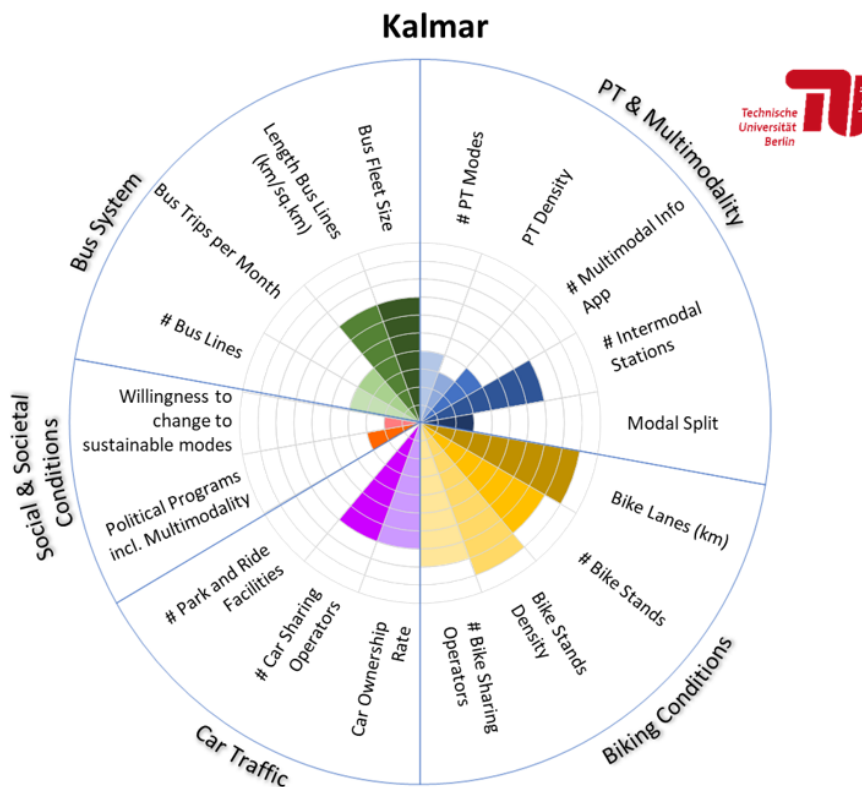 Kalmar
PT & Multimodality
Technische
Universität
Berlin
# PT Modes
PT Density
# Multimodal Info
App
# Intermodal
Stations
Modal Split
Biking Conditions
Bike Lanes (km)
# Bike Stands
Bike Stands
Density
# Bike Sharing
Operators
Car Traffic
Car Ownership
Rate
# Car Sharing
Operators
# Park and Ride
Facilities
Social & Societal
Conditions
Political Programs
incl. Multimodality
Willingness to
change to
sustainable modes
Bus System
# Bus Lines
Bus Trips per Month
Length Bus Lines
(km/sq.km)
Bus Fleet Size